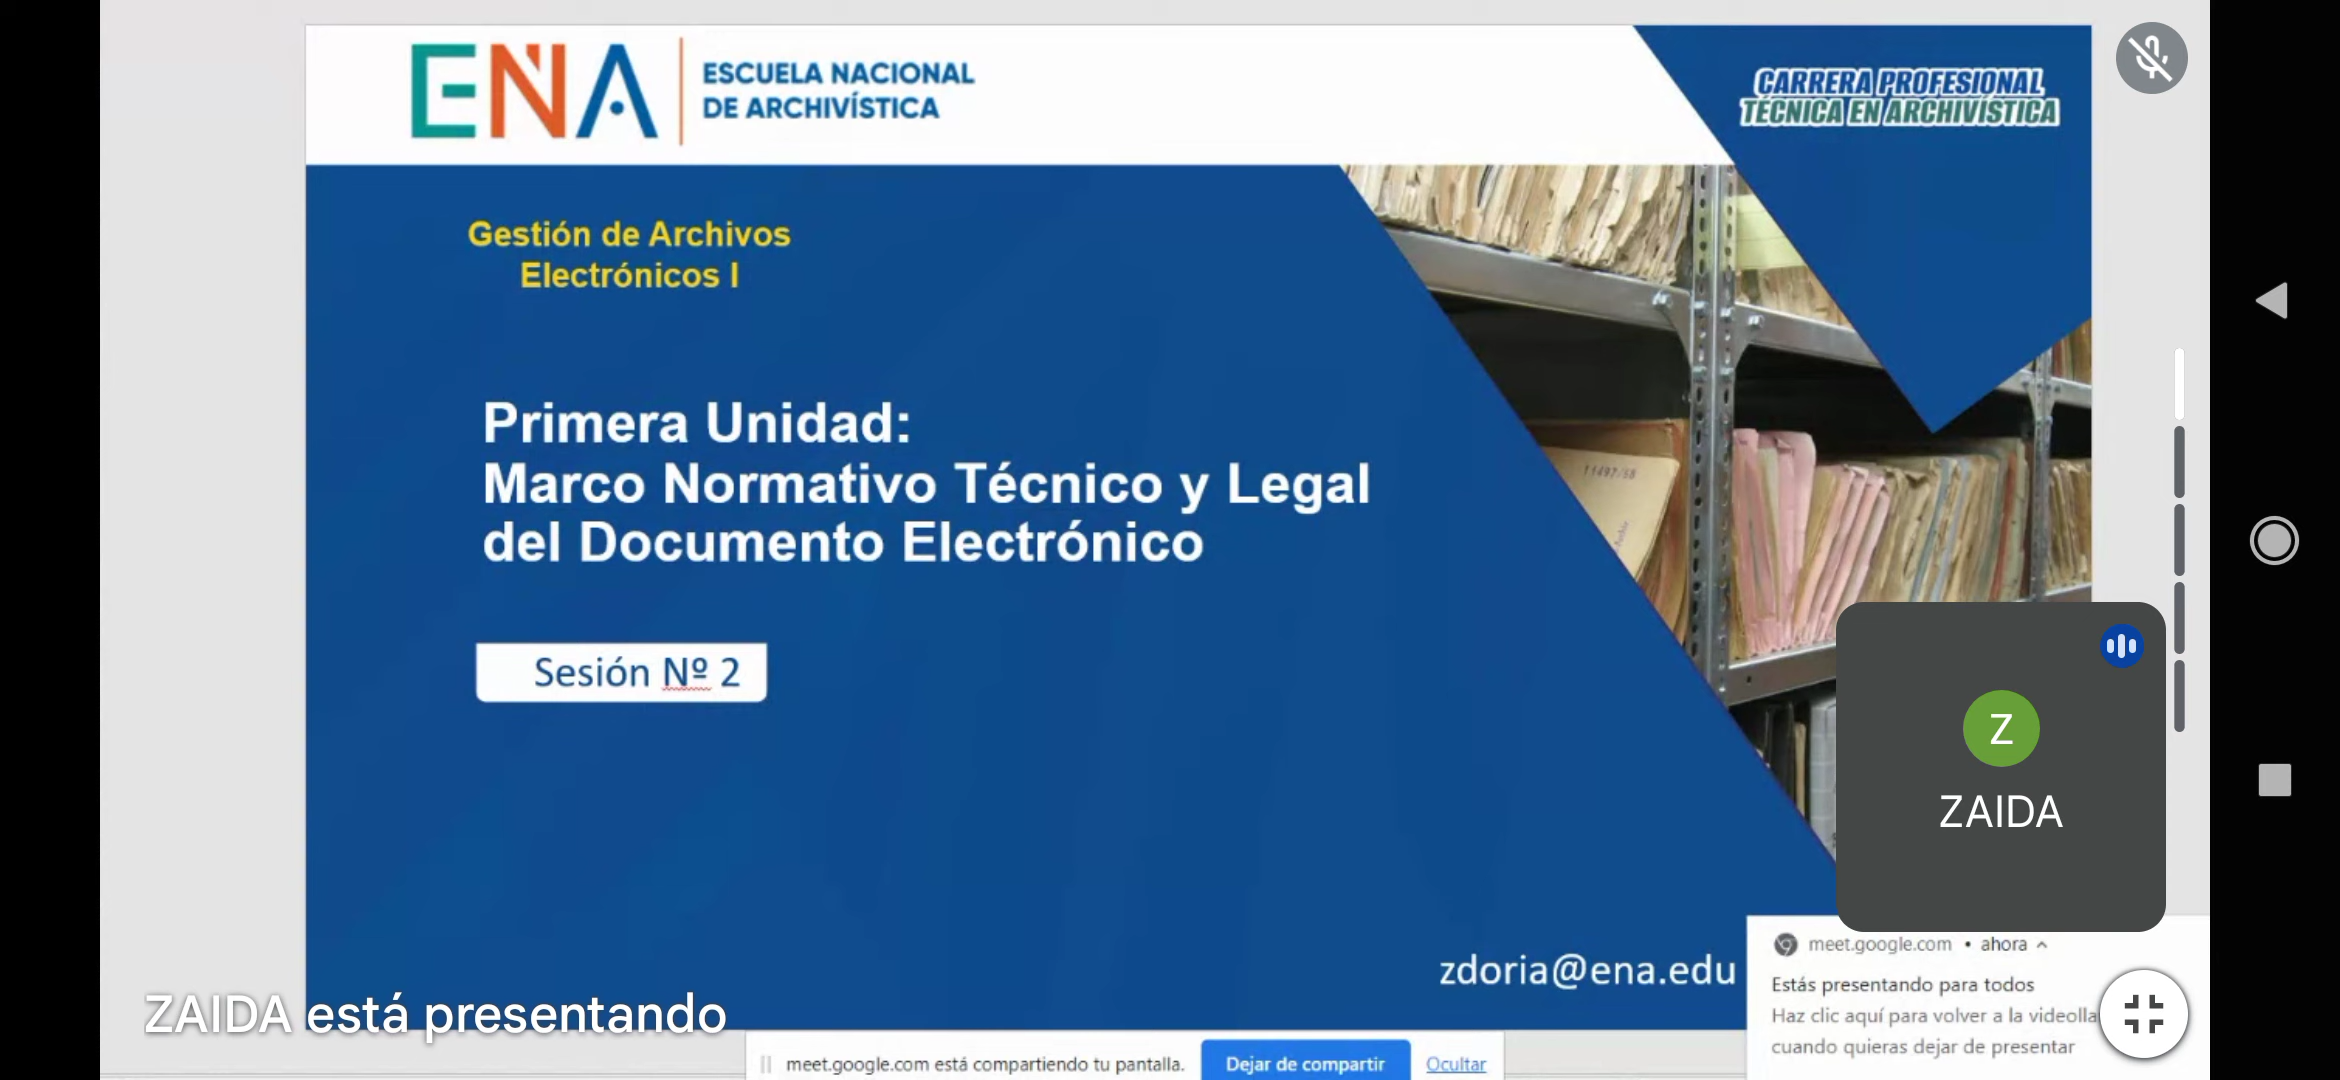 ENA
ESCUELA NACIONAL
DE ARCHIVÍSTICA
CARRERA PROFESIONAL
TÉCNICA EN ARCHIVÍSTICA
Gestión de Archivos
Electrónicos I
Primera Unidad:
Marco Normativo Técnico y Legal
del Documento Electrónico
Sesión Nº 2
11497/58
Z
ZAIDA
zdoria@ena.edu
meet.google.com • ahora
Estás presentando para todos
Haz clic aquí para volver a la videolla
cuando quieras dejar de presentar
ZAIDA está presentando
meet.google.com está compartiendo tu pantalla.
Dejar de compartir
Ocultar